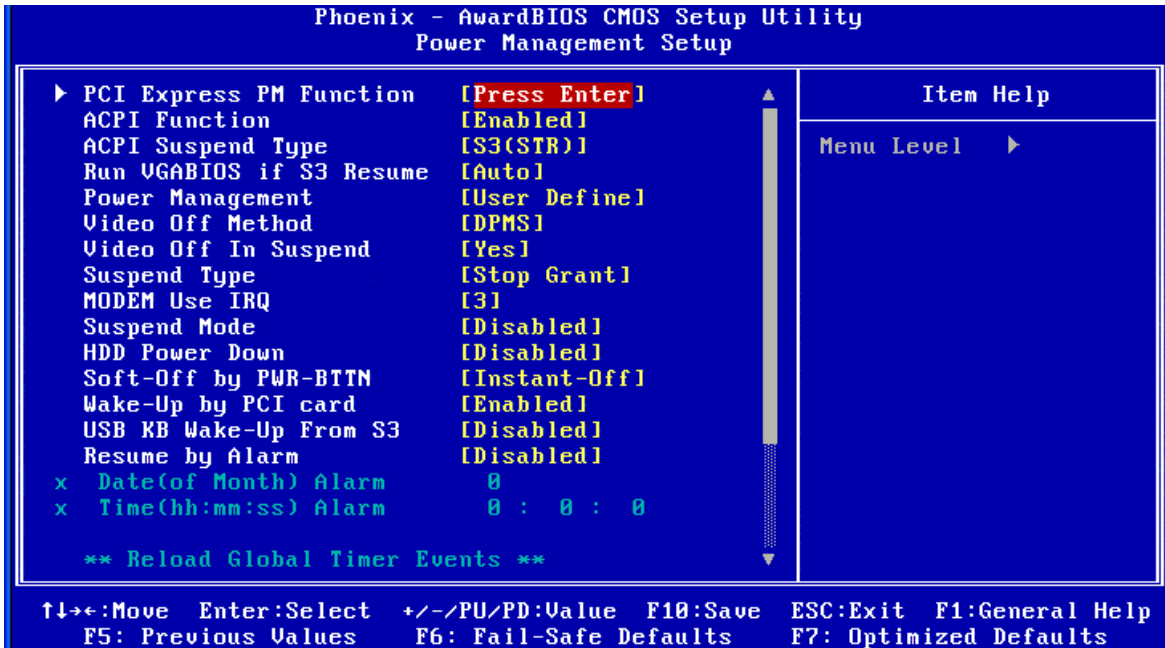 Phoenix - AwardBIOS CMOS Setup Utility
Power Management Setup
PCI Express PM Function [Press Enter]
ACPI Function [Enabled]
ACPI Suspend Type [S3(STR)]
Run VGABIOS if S3 Resume [Auto]
Power Management [User Define]
Video Off Method [DPMS]
Video Off In Suspend [Yes]
Suspend Type [Stop Grant]
MODEM Use IRQ [3]
Suspend Mode [Disabled]
HDD Power Down [Disabled]
Soft-Off by PWR-BTTN [Instant-Off]
Wake-Up by PCI card [Enabled]
USB KB Wake-Up From S3 [Disabled]
Resume by Alarm [Disabled]
x Date(of Month) Alarm 0
x Time(hh:mm:ss) Alarm 0 : 0 : 0
** Reload Global Timer Events **
Item Help
Menu Level
↑↓→←:Move Enter:Select +/-/PU/PD:Value F10:Save ESC:Exit F1:General Help
F5: Previous Values F6: Fail-Safe Defaults F7: Optimized Defaults